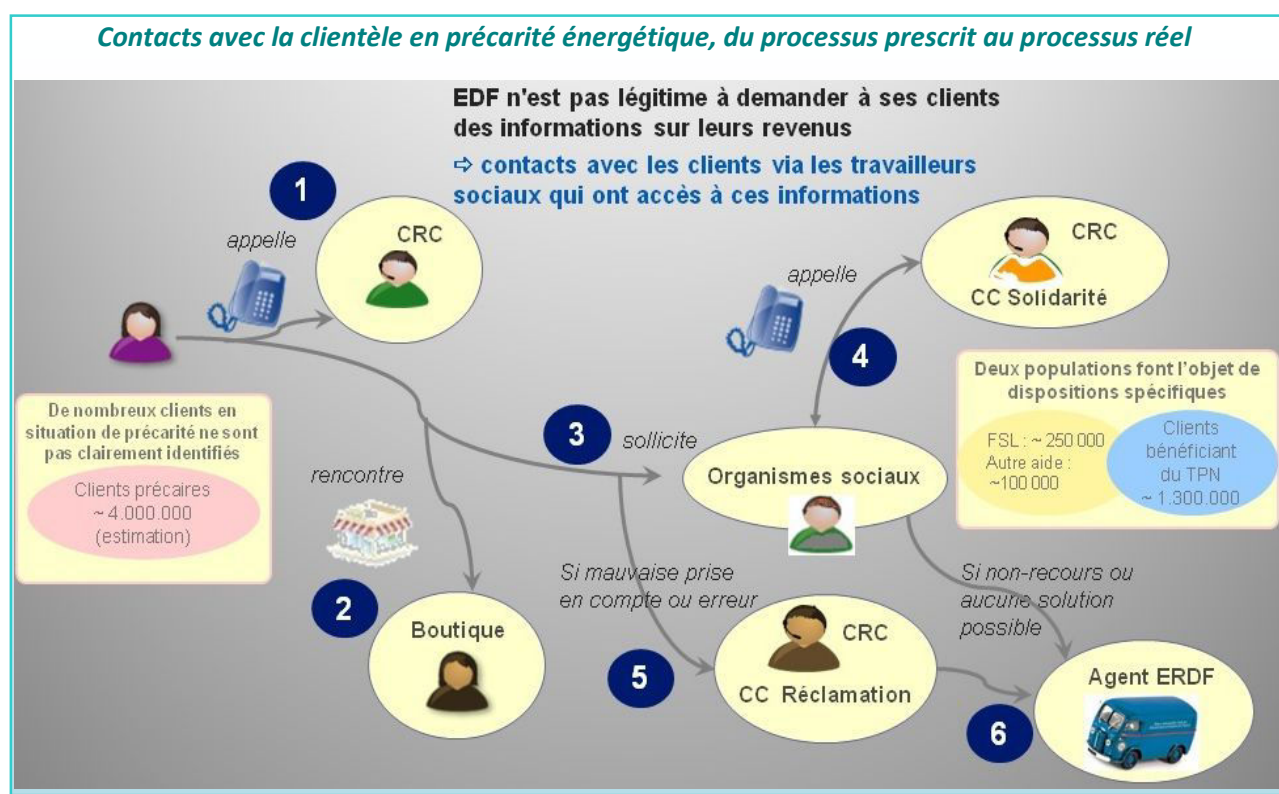 Contacts avec la clientèle en précarité énergétique, du processus prescrit au processus réel
EDF n'est pas légitime à demander à ses clients
des informations sur leurs revenus
⇨ contacts avec les clients via les travailleurs
sociaux qui ont accès à ces informations
1
appelle
CRC
CRC
CC Solidarité
appelle
4
De nombreux clients en
situation de précarité ne sont
pas clairement identifiés
Clients précaires
~ 4.000.000
(estimation)
Deux populations font l'objet de
dispositions spécifiques
FSL : ~ 250 000
Autre aide :
~100 000
Clients
bénéficiant
du TPN
~ 1.300.000
3
sollicite
Organismes sociaux
rencontre
2
Boutique
Si mauvaise prise
en compte ou erreur
5
CRC
CC Réclamation
Si non-recours ou
aucune solution
possible
6
Agent ERDF